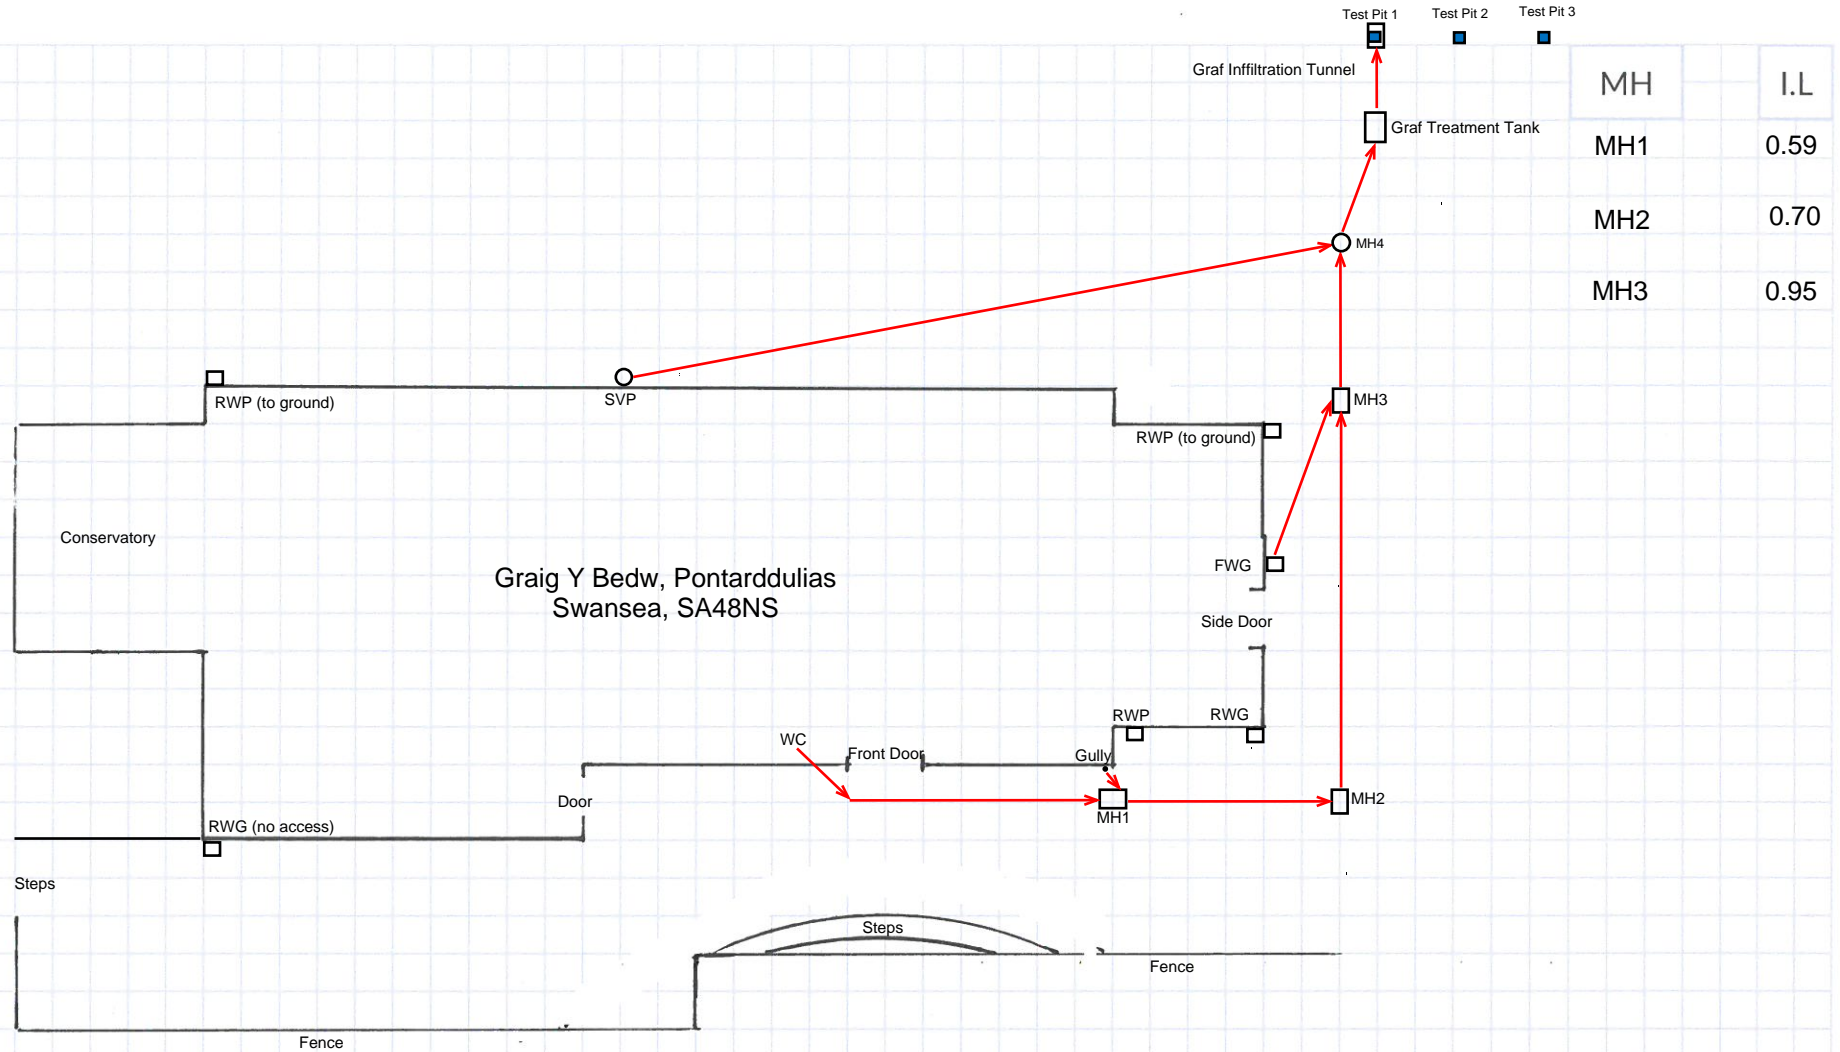 Test Pit 1
Test Pit 2
Test Pit 3
Graf Inffiltration Tunnel
MH
I.L
Graf Treatment Tank
MH1
0.59
MH2
0.70
MH4
MH3
0.95
RWP (to ground)
SVP
MH3
RWP (to ground)
Conservatory
FWG
Graig Y Bedw, Pontarddulias
Swansea, SA48NS
Side Door
RWP
RWG
WC
Front Door
Gully
Door
MH2
MH1
RWG (no access)
Steps
Steps
Fence
Fence